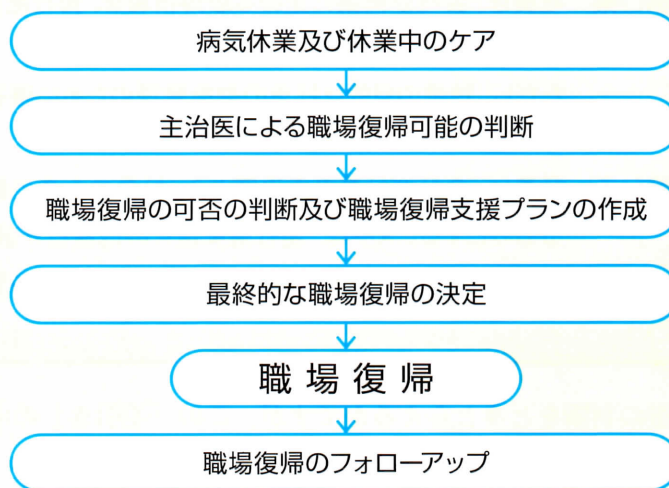 病気休業及び休業中のケア
主治医による職場復帰可能の判断
職場復帰の可否の判断及び職場復帰支援プランの作成
最終的な職場復帰の決定
職場復帰
職場復帰のフォローアップ